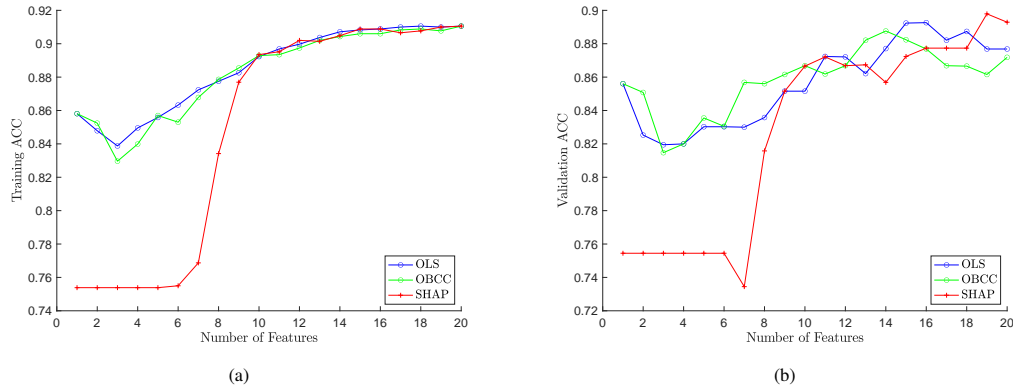 0.92
0.9
0.88
0.86
0.84
0.82
0.8
0.78
0.76
0.74
Training ACC
0 2 4 6 8 10 12 14 16 18 20
Number of Features
OLS
OBCC
SHAP
(a)
0.9
0.88
0.86
0.84
0.82
0.8
0.78
0.76
0.74
0.72
Validation ACC
0 2 4 6 8 10 12 14 16 18 20
Number of Features
OLS
OBCC
SHAP
(b)